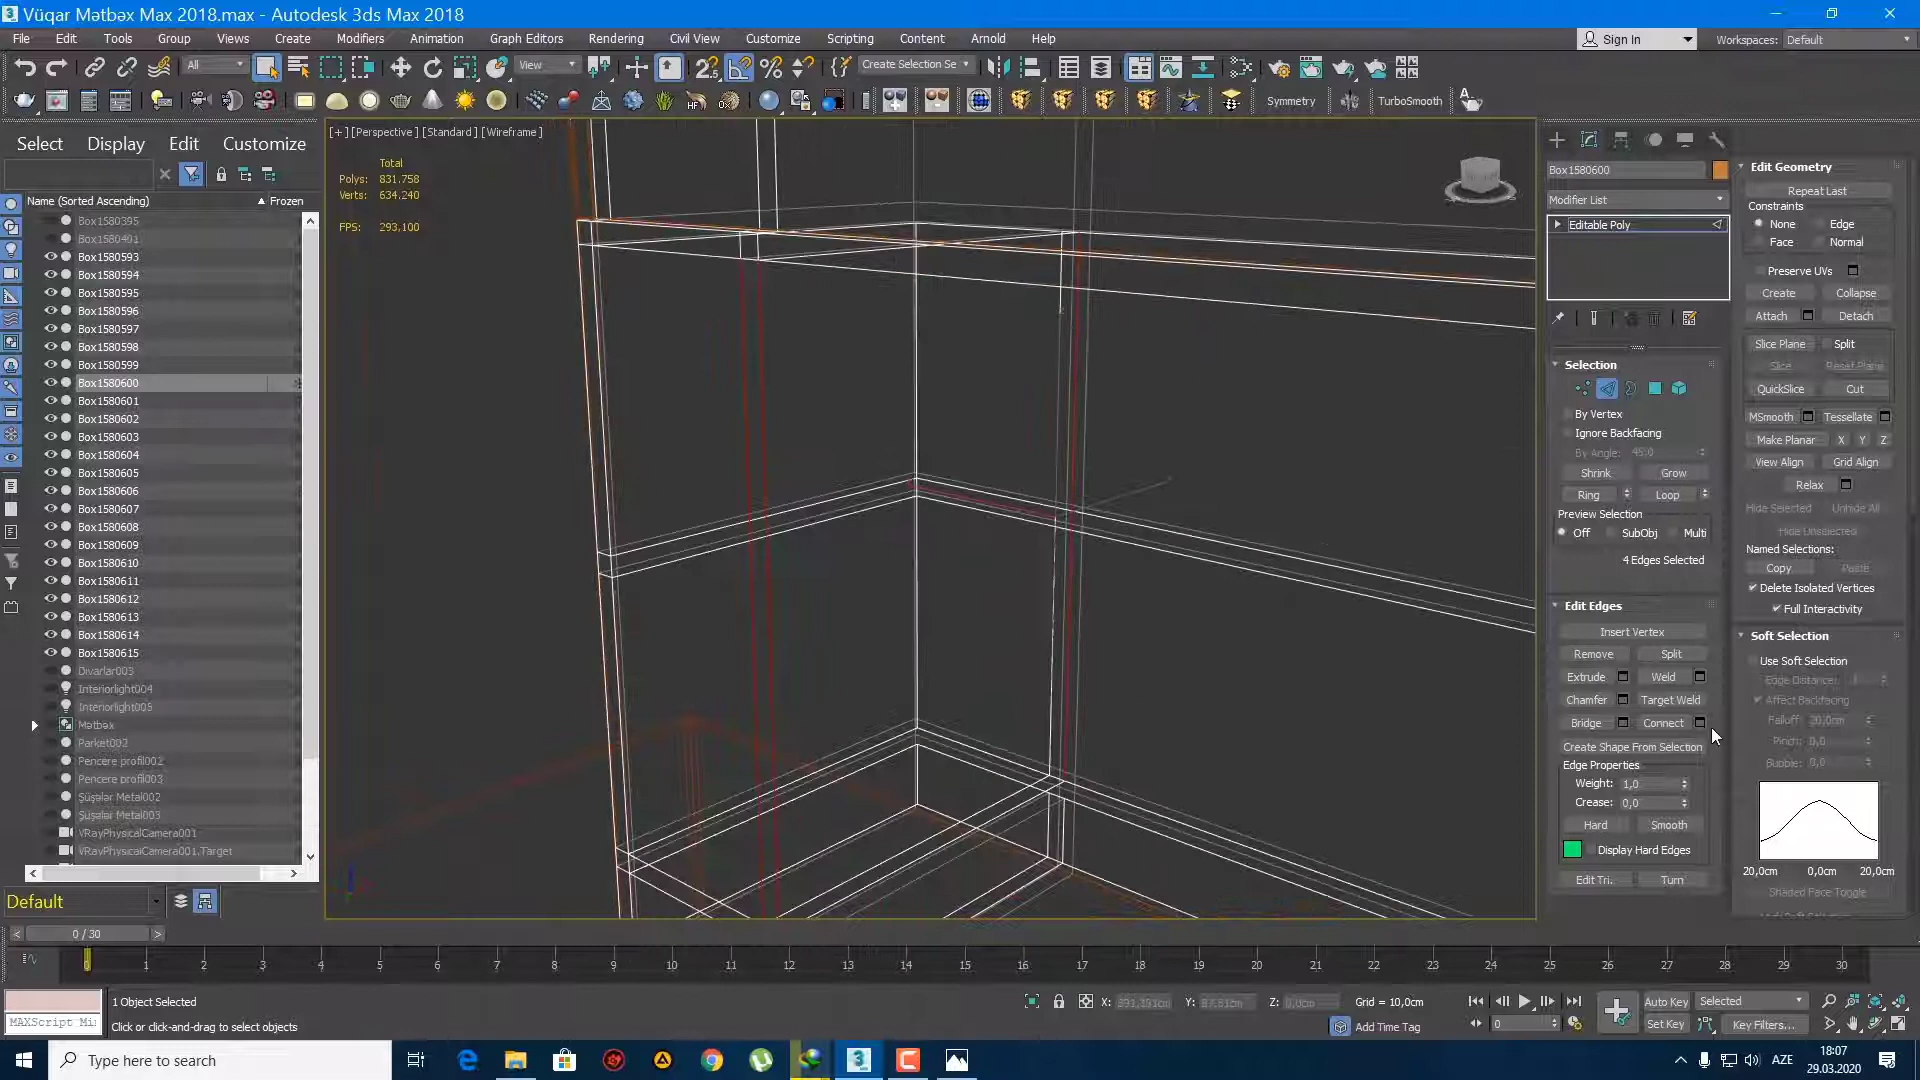 Vüqar Mətbəx Max 2018.max - Autodesk 3ds Max 2018
File Edit Tools Group Views Create Modifiers Animation Graph Editors Rendering Civil View Customize Scripting Content Arnold Help
Sign In
Workspaces: Default
All
View
Create Selection Se
Symmetry
TurboSmooth
Select Display Edit Customize
Name (Sorted Ascending)
Frozen
Box1580395
Box1580401
Box1580593
Box1580594
Box1580595
Box1580596
Box1580597
Box1580598
Box1580599
Box1580600
Box1580601
Box1580602
Box1580603
Box1580604
Box1580605
Box1580606
Box1580607
Box1580608
Box1580609
Box1580610
Box1580611
Box1580612
Box1580613
Box1580614
Box1580615
Divarlar003
Interiorlight004
Interiorlight005
Mətbəx
Parket002
Pencere profil002
Pencere profil003
Şüşələr Metal002
Şüşələr Metal003
VRayPhysicalCamera001
VRayPhysicalCamera001.Target
Default
[+] [Perspective] [Standard] [Wireframe]
Total
Polys: 831.758
Verts: 634.240
FPS: 293,100
Box1580600
Modifier List
Editable Poly
Selection
By Vertex
Ignore Backfacing
By Angle: 45,0
Shrink Grow
Ring Loop
Preview Selection
Off SubObj Multi
4 Edges Selected
Edit Edges
Insert Vertex
Remove Split
Extrude Weld
Chamfer Target Weld
Bridge Connect
Create Shape From Selection
Edge Properties
Weight: 1,0
Crease: 0,0
Hard Smooth
Display Hard Edges
Edit Tri. Turn
Edit Geometry
Repeat Last
Constraints
None Edge
Face Normal
Preserve UVs
Create Collapse
Attach Detach
Slice Plane Split
Slice Reset Plane
QuickSlice Cut
MSmooth Tessellate
Make Planar X Y Z
View Align Grid Align
Relax
Hide Selected Unhide All
Hide Unselected
Named Selections:
Copy Paste
Delete Isolated Vertices
Full Interactivity
Soft Selection
Use Soft Selection
Edge Distance: 1
Affect Backfacing
Falloff: 20,0cm
Pinch: 0,0
Bubble: 0,0
20,0cm 0,0cm 20,0cm
Shaded Face Toggle
< 0 / 30 >
0 1 2 3 4 5 6 7 8 9 10 11 12 13 14 15 16 17 18 19 20 21 22 23 24 25 26 27 28 29 30
1 Object Selected
MAXScript Mi
Click or click-and-drag to select objects
X: Y: Z: 0,0cm
Grid = 10,0cm
Add Time Tag
0
Auto Key
Selected
Set Key
Key Filters...
Type here to search
AZE
18:07
29.03.2020